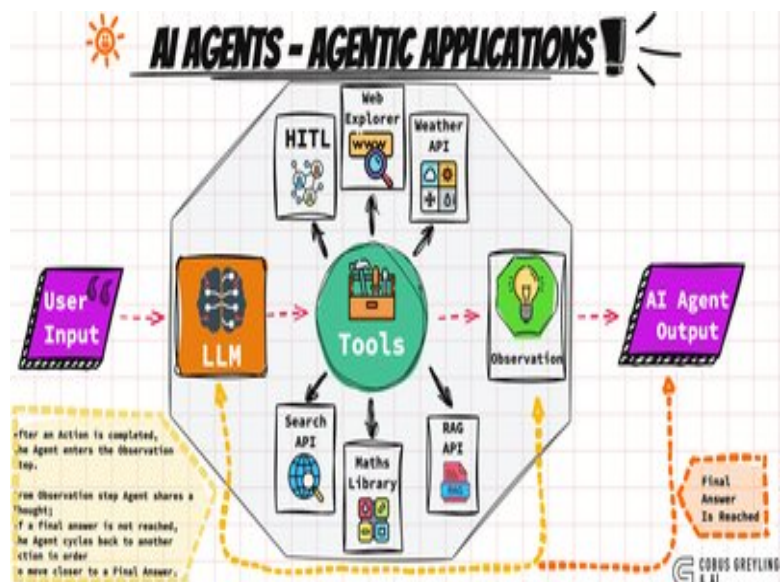 AI AGENTS - AGENTIC APPLICATIONS!
HITL
Web
Explorer
WWW
Weather
API
User
Input
LLM
Tools
Observation
AI Agent
Output
Search
API
Maths
Library
RAG
API
RAG
fter an Action is completed,
he Agent enters the Observation
tep.
rom Observation step Agent shares a
hought;
f a final answer is not reached,
he Agent cycles back to another
ction in order
o move closer to a Final Answer.
Final
Answer
Is Reached
COBUS GREYLING
& AI